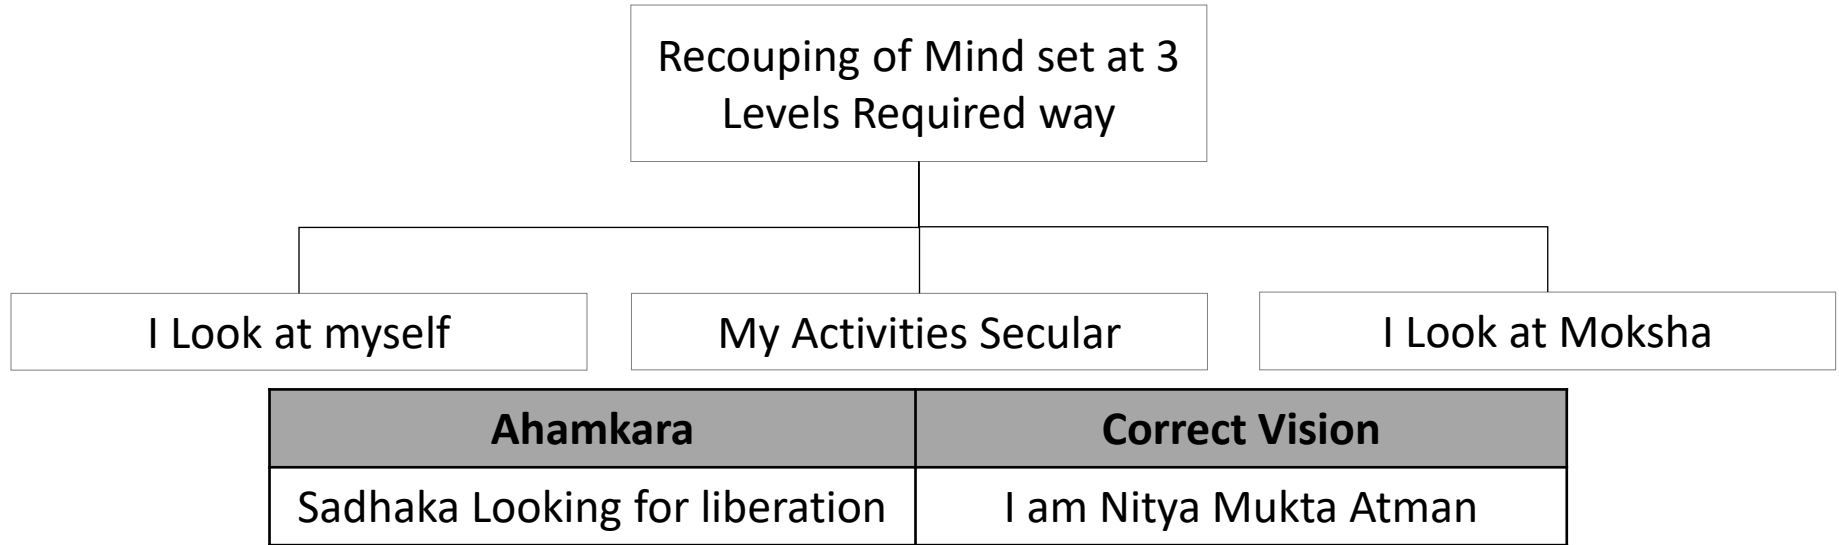 Recouping of Mind set at 3
Levels Required way
I Look at myself
My Activities Secular
I Look at Moksha
Ahamkara
Correct Vision
Sadhaka Looking for liberation
I am Nitya Mukta Atman